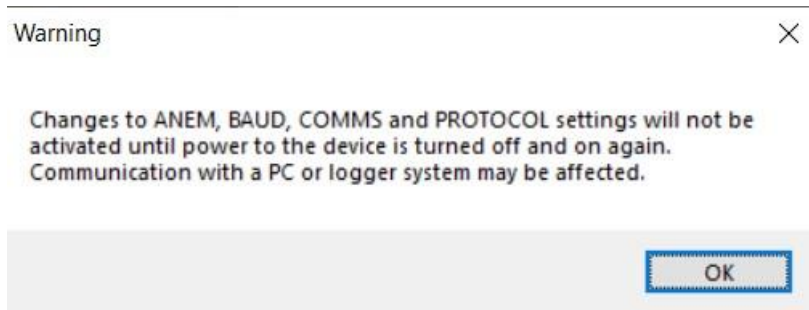 Warning
Changes to ANEM, BAUD, COMMS and PROTOCOL settings will not be
activated until power to the device is turned off and on again.
Communication with a PC or logger system may be affected.
OK